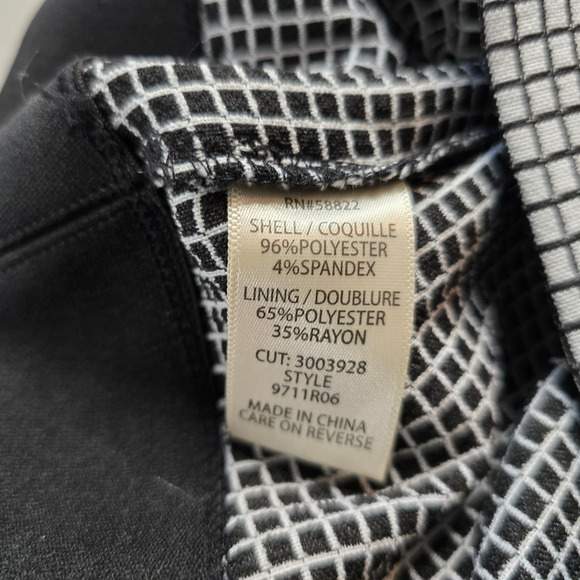 RN#58822
SHELL / COQUILLE
96%POLYESTER
4%SPANDEX
LINING / DOUBLURE
65%POLYESTER
35%RAYON
CUT: 3003928
STYLE
9711R06
MADE IN CHINA
CARE ON REVERSE